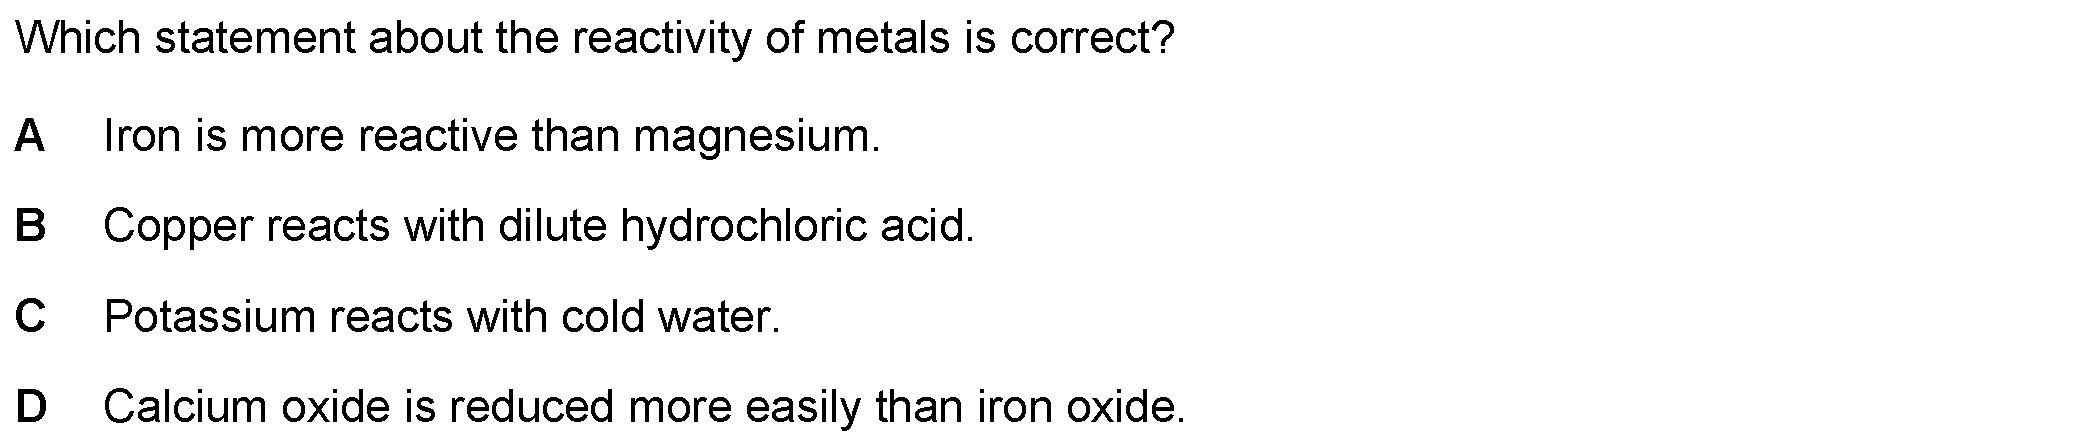 Which statement about the reactivity of metals is correct?
A Iron is more reactive than magnesium.
B Copper reacts with dilute hydrochloric acid.
C Potassium reacts with cold water.
D Calcium oxide is reduced more easily than iron oxide.